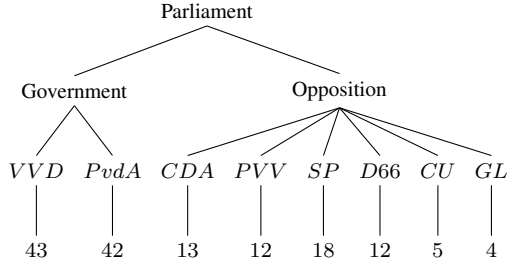 Parliament
Government Opposition
VVD PvdA CDA PVV SP D66 CU GL
43 42 13 12 18 12 5 4